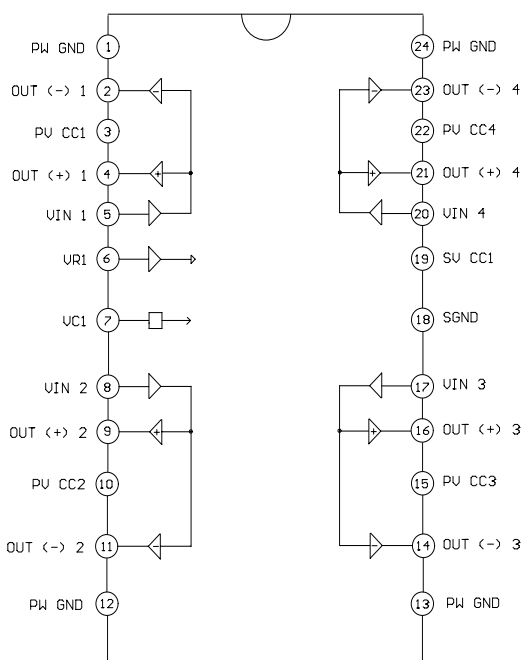 PW GND 1 24 PW GND
OUT (-) 1 2 - - 23 OUT (-) 4
PV CC1 3 22 PV CC4
OUT (+) 1 4 + + 21 OUT (+) 4
VIN 1 5 20 VIN 4
VR1 6 19 SV CC1
VC1 7 18 SGND
VIN 2 8 17 VIN 3
OUT (+) 2 9 + + 16 OUT (+) 3
PV CC2 10 15 PV CC3
OUT (-) 2 11 - - 14 OUT (-) 3
PW GND 12 13 PW GND